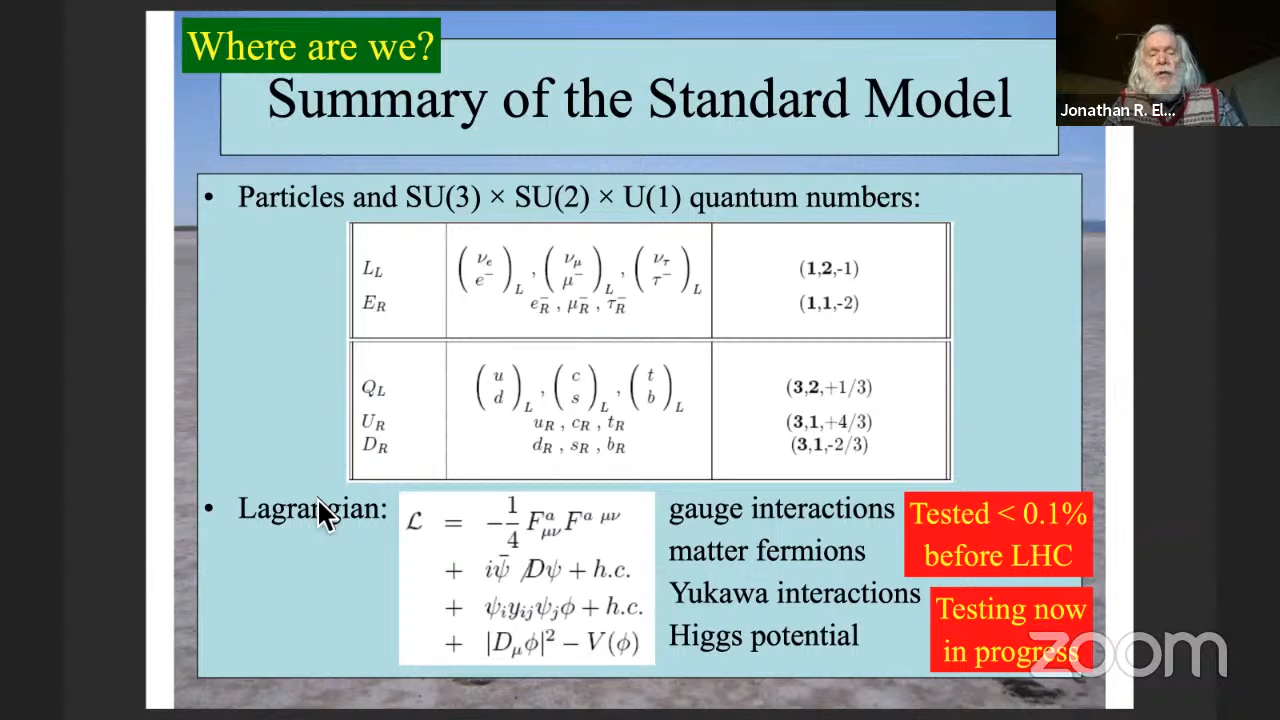 Where are we?
Summary of the Standard Model
Jonathan R. El...
• Particles and SU(3) × SU(2) × U(1) quantum numbers:
L_L ( ν_e e⁻ )_L , ( ν_μ μ⁻ )_L , ( ν_τ τ⁻ )_L (1,2,-1)
E_R e⁻_R , μ⁻_R , τ⁻_R (1,1,-2)
Q_L ( u d )_L , ( c s )_L , ( t b )_L (3,2,+1/3)
U_R u_R , c_R , t_R (3,1,+4/3)
D_R d_R , s_R , b_R (3,1,-2/3)
• Lagrangian: ℒ = −1/4 F^a_μν F^a μν gauge interactions
+ iψ̄ D̸ψ + h.c. matter fermions
+ ψ_i y_ij ψ_j φ + h.c. Yukawa interactions
+ |D_μ φ|² − V(φ) Higgs potential
Tested < 0.1%
before LHC
Testing now
in progress
zoom